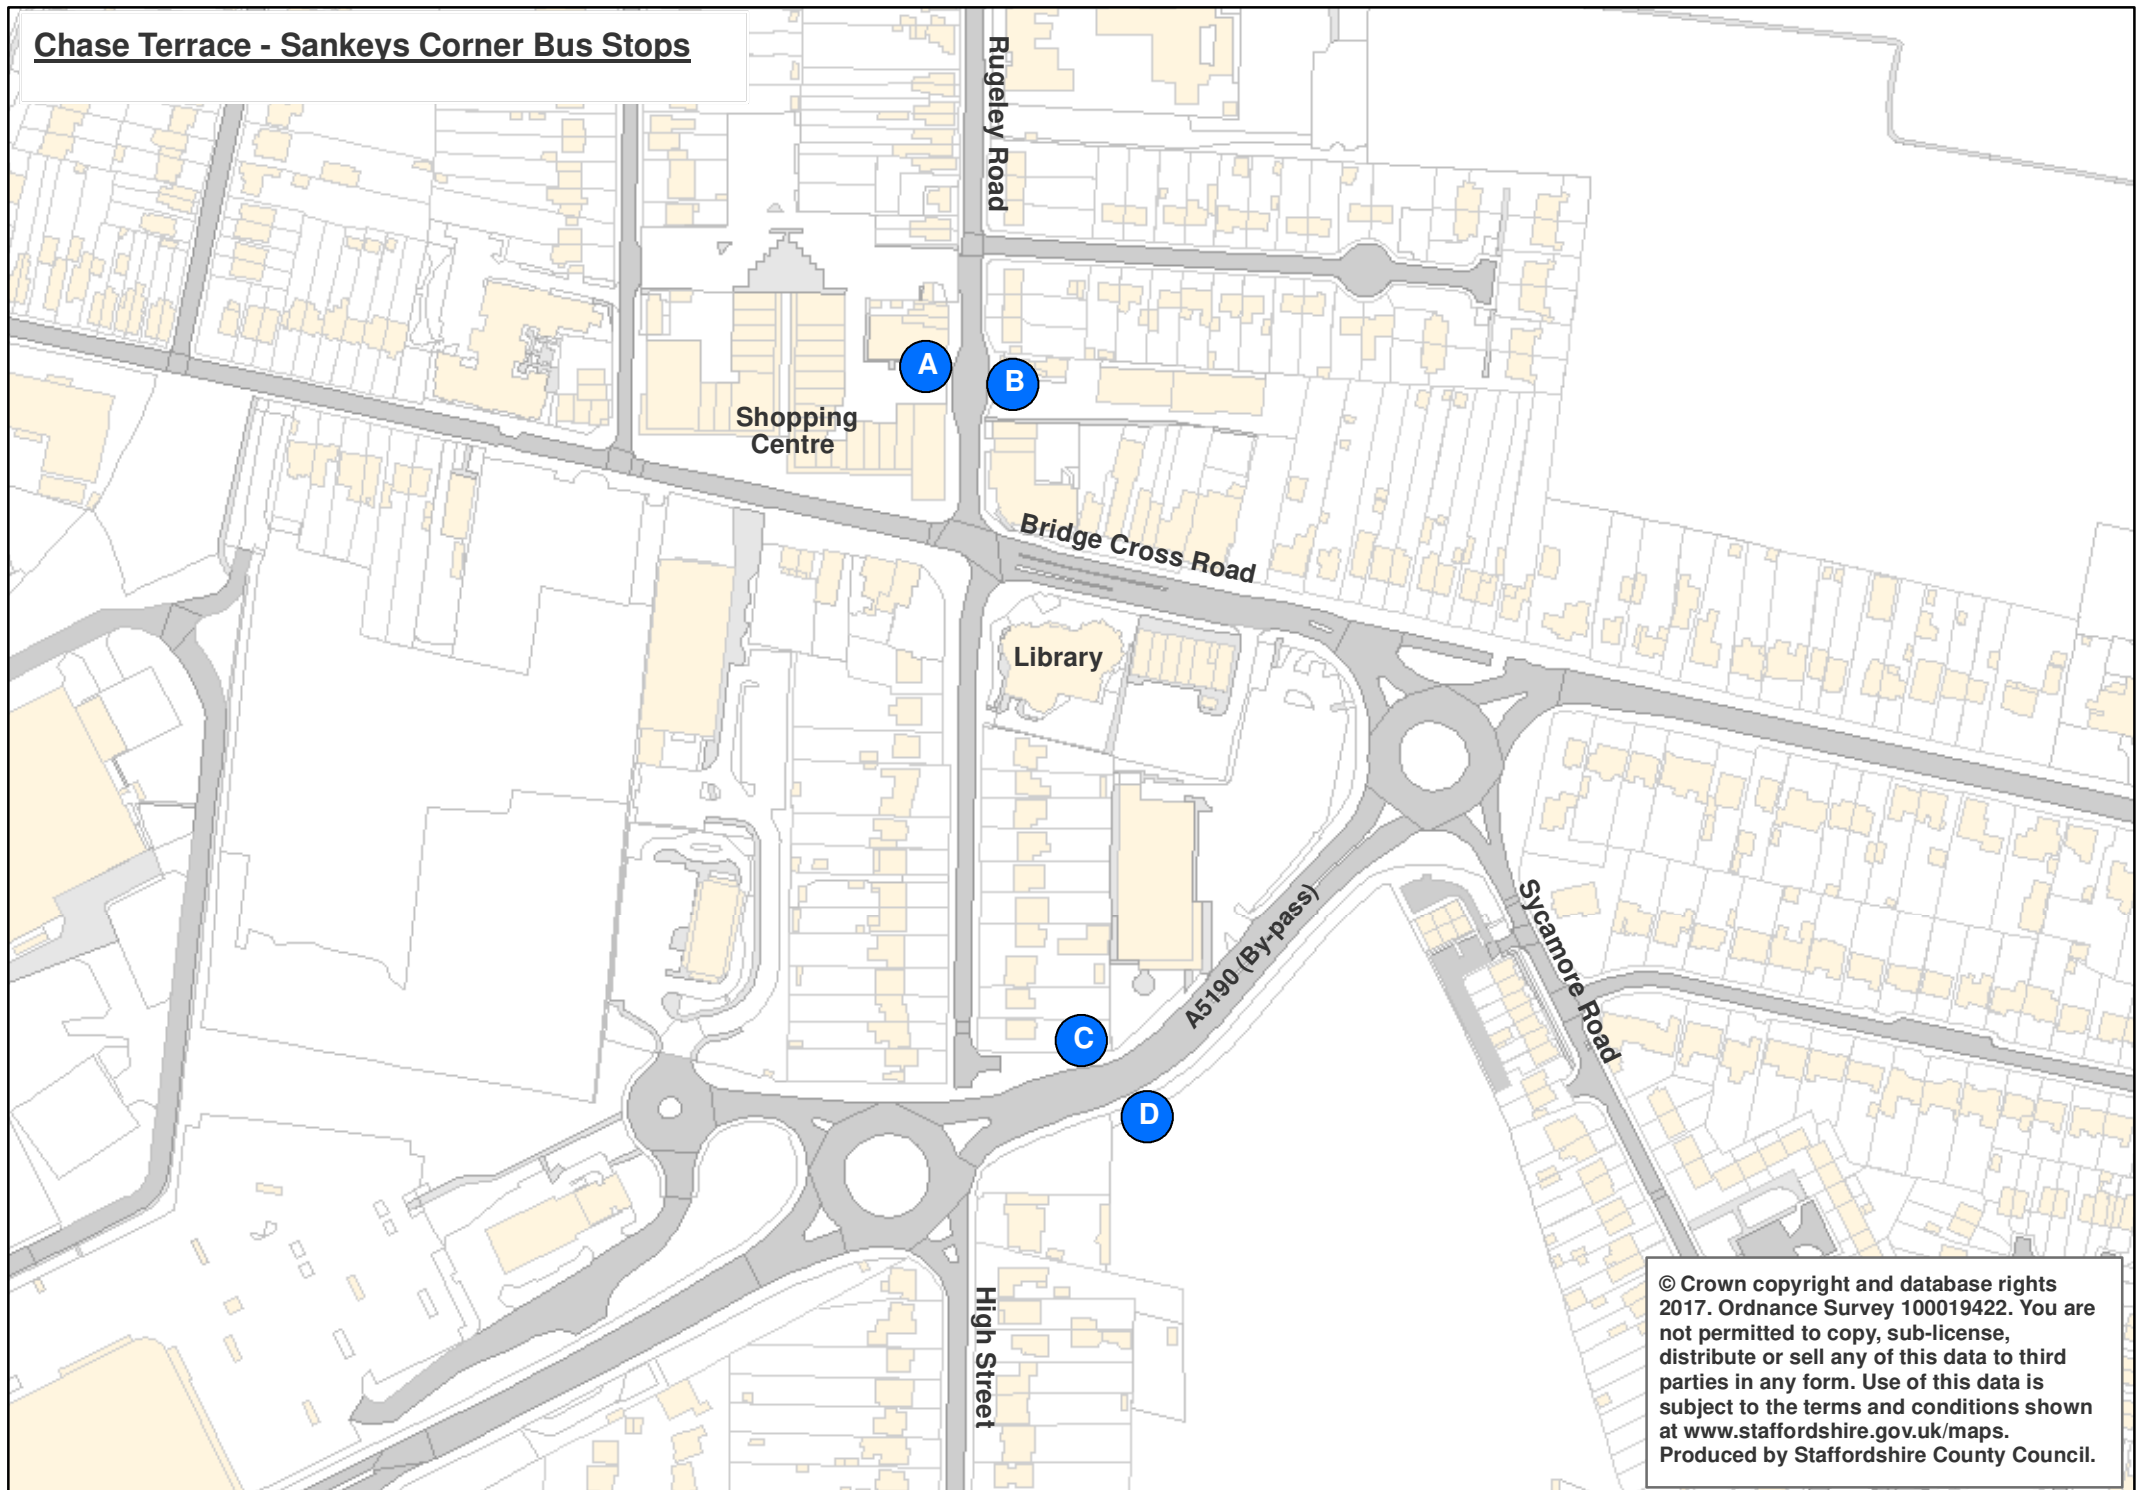 Chase Terrace - Sankeys Corner Bus Stops
Rugeley Road
A
B
Shopping
Centre
Bridge Cross Road
Library
Sycamore Road
A5190 (By-pass)
C
D
High Street
© Crown copyright and database rights
2017. Ordnance Survey 100019422. You are
not permitted to copy, sub-license,
distribute or sell any of this data to third
parties in any form. Use of this data is
subject to the terms and conditions shown
at www.staffordshire.gov.uk/maps.
Produced by Staffordshire County Council.